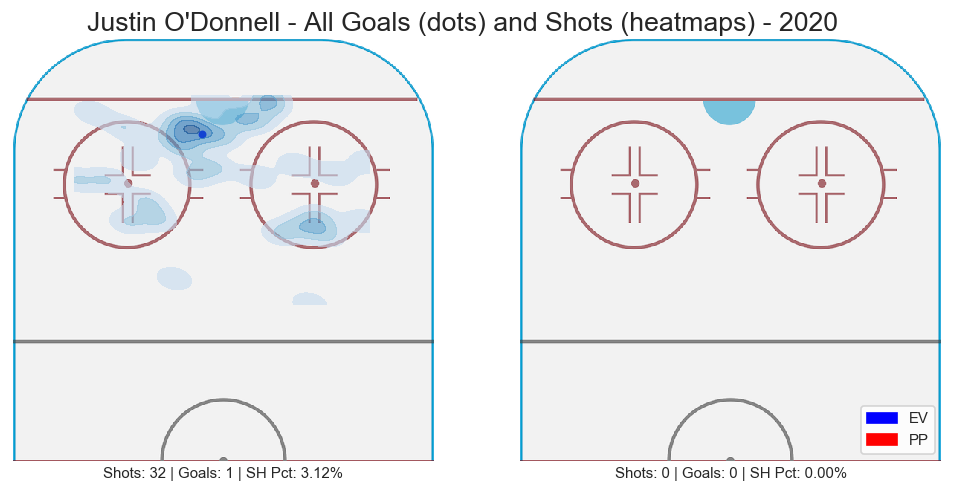 Justin O'Donnell - All Goals (dots) and Shots (heatmaps) - 2020
EV
PP
Shots: 32 | Goals: 1 | SH Pct: 3.12%
Shots: 0 | Goals: 0 | SH Pct: 0.00%